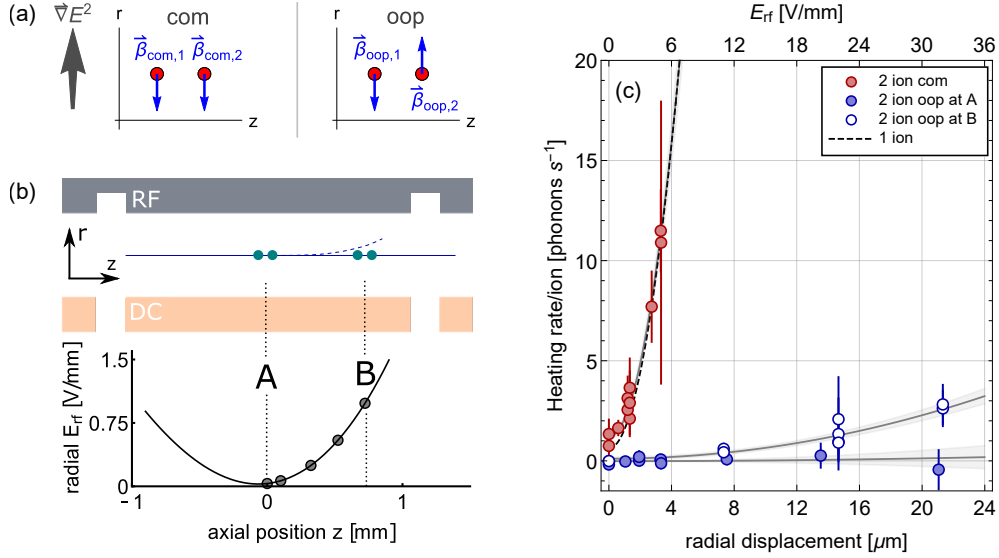 (a)
∇⃗E²
com
oop
r
β⃗com,1
β⃗com,2
z
r
β⃗oop,1
β⃗oop,2
z
(b)
RF
r
z
DC
A
B
radial Erf [V/mm]
1.5
0.75
0
−1
0
1
axial position z [mm]
Erf [V/mm]
0 6 12 18 24 30 36
(c)
2 ion com
2 ion oop at A
2 ion oop at B
1 ion
Heating rate/ion [phonons s⁻¹]
20
15
10
5
0
0 4 8 12 16 20 24
radial displacement [μm]